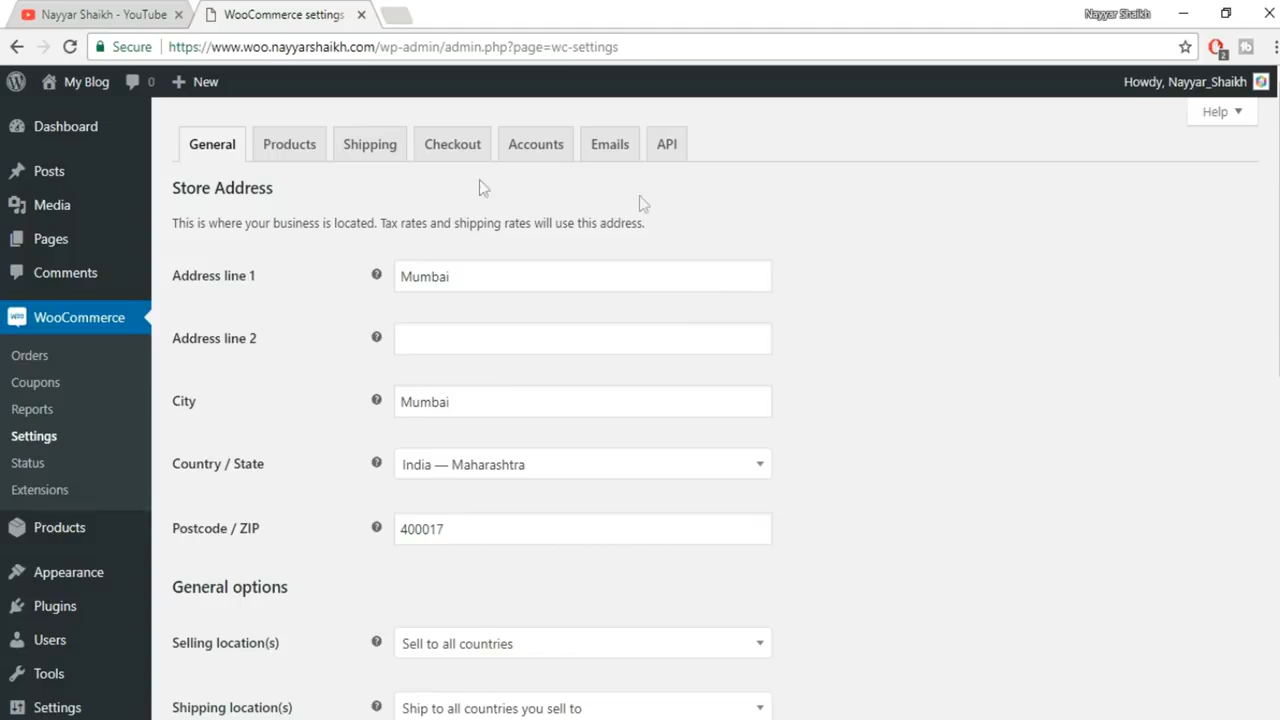 Nayyar Shaikh - YouTube
WooCommerce settings
Nayyar Shaikh
Secure https://www.woo.nayyarshaikh.com/wp-admin/admin.php?page=wc-settings
2
My Blog 0 New
Howdy, Nayyar_Shaikh
Help
Dashboard
Posts
Media
Pages
Comments
Woo WooCommerce
Orders
Coupons
Reports
Settings
Status
Extensions
Products
Appearance
Plugins
Users
Tools
Settings
General Products Shipping Checkout Accounts Emails API
Store Address
This is where your business is located. Tax rates and shipping rates will use this address.
Address line 1 Mumbai
Address line 2
City Mumbai
Country / State India — Maharashtra
Postcode / ZIP 400017
General options
Selling location(s) Sell to all countries
Shipping location(s) Ship to all countries you sell to